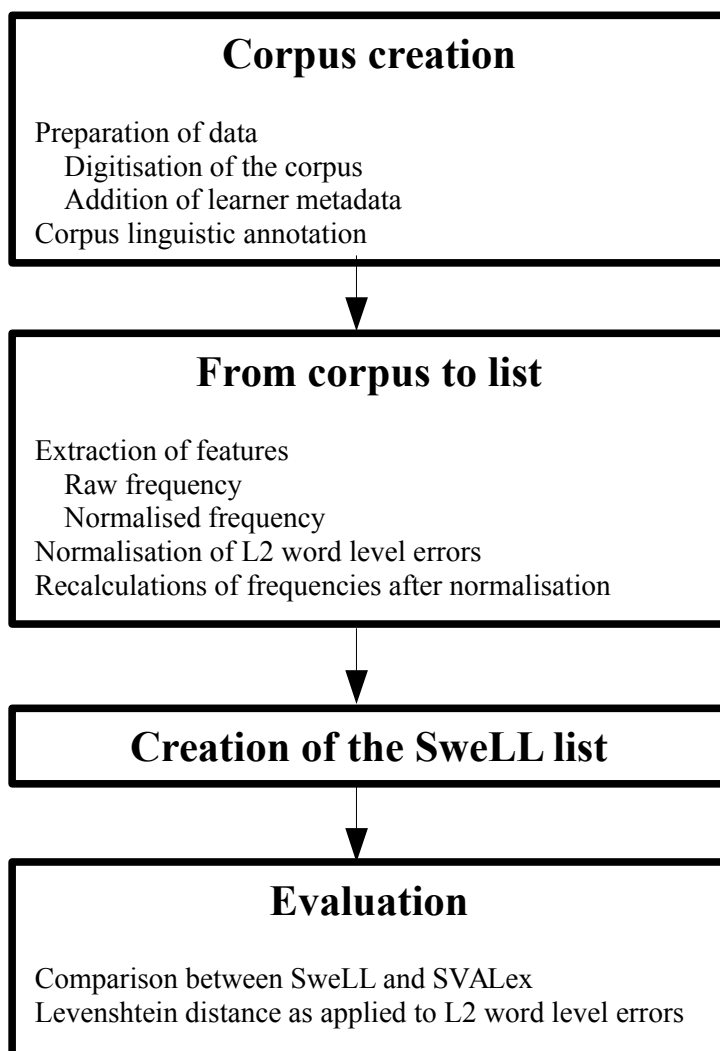 Corpus creation
Preparation of data
Digitisation of the corpus
Addition of learner metadata
Corpus linguistic annotation
From corpus to list
Extraction of features
Raw frequency
Normalised frequency
Normalisation of L2 word level errors
Recalculations of frequencies after normalisation
Creation of the SweLL list
Evaluation
Comparison between SweLL and SVALex
Levenshtein distance as applied to L2 word level errors